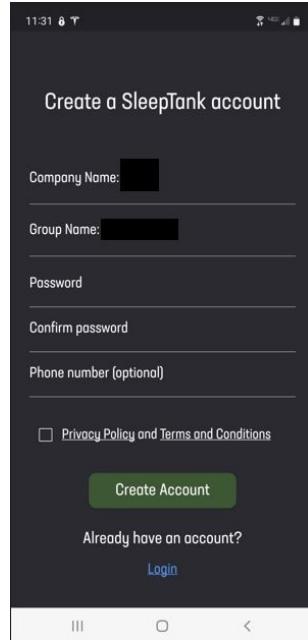 11:31
Create a SleepTank account
Company Name:
Group Name:
Password
Confirm password
Phone number (optional)
Privacy Policy and Terms and Conditions
Create Account
Already have an account?
Login